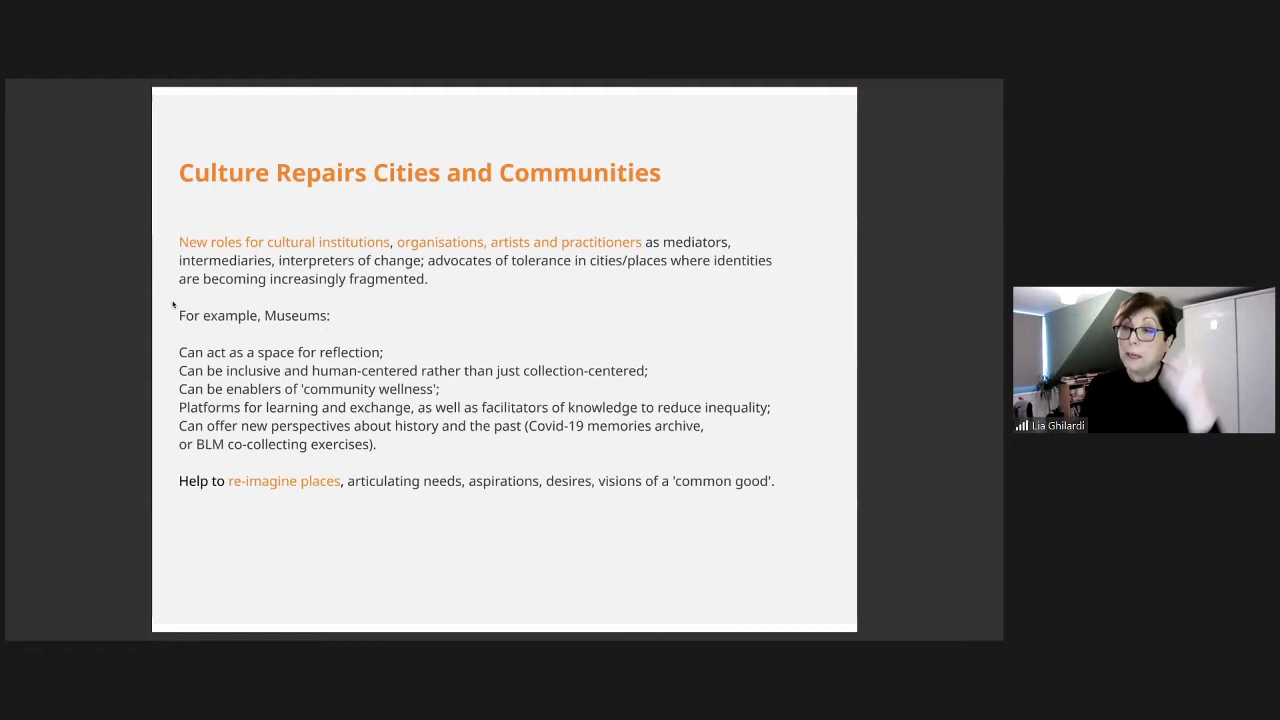 Culture Repairs Cities and Communities
New roles for cultural institutions, organisations, artists and practitioners as mediators,
intermediaries, interpreters of change; advocates of tolerance in cities/places where identities
are becoming increasingly fragmented.
For example, Museums:
Can act as a space for reflection;
Can be inclusive and human-centered rather than just collection-centered;
Can be enablers of 'community wellness';
Platforms for learning and exchange, as well as facilitators of knowledge to reduce inequality;
Can offer new perspectives about history and the past (Covid-19 memories archive,
or BLM co-collecting exercises).
Help to re-imagine places, articulating needs, aspirations, desires, visions of a 'common good'.
Lia Ghilardi